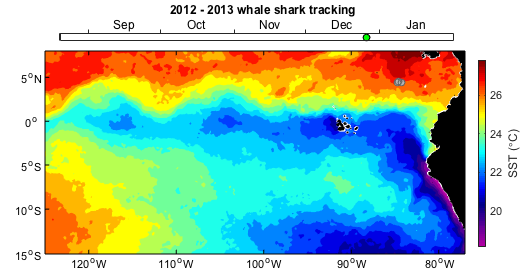 2012 - 2013 whale shark tracking
Sep Oct Nov Dec Jan
5°N
0°
5°S
10°S
15°S
120°W 110°W 100°W 90°W 80°W
26
24
22
20
SST (°C)